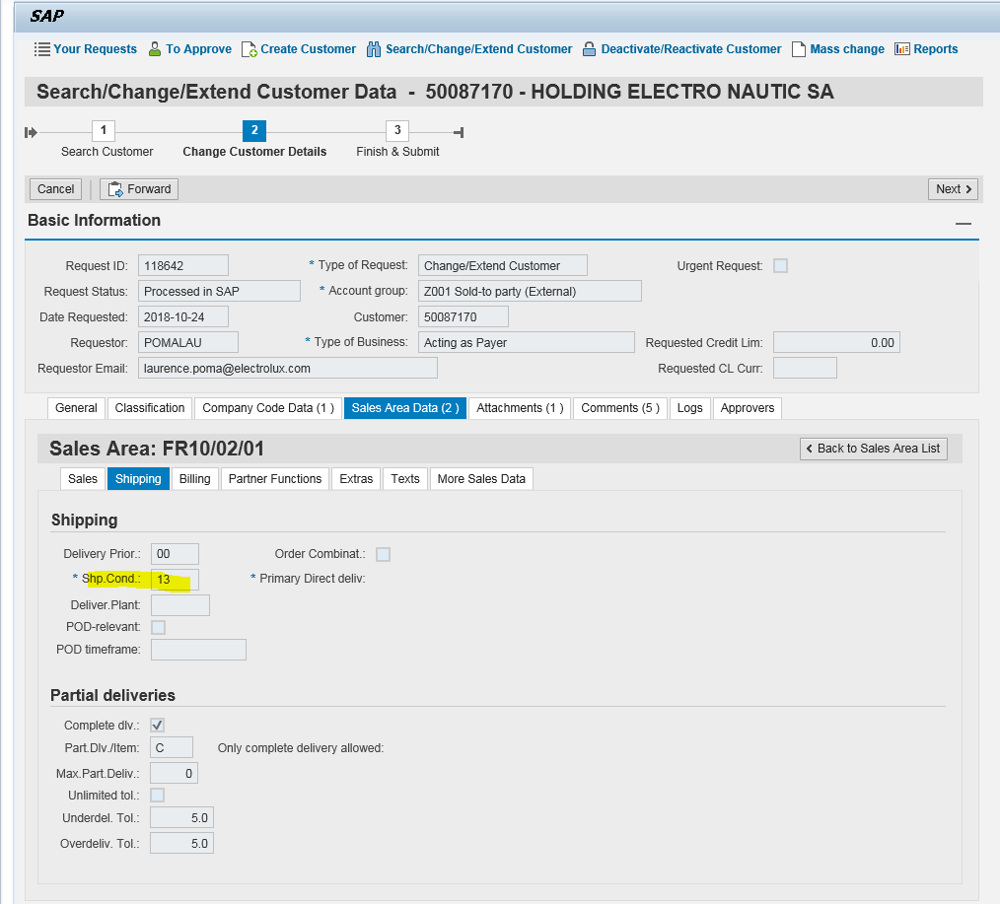 SAP
Your Requests To Approve Create Customer Search/Change/Extend Customer Deactivate/Reactivate Customer Mass change Reports
Search/Change/Extend Customer Data - 50087170 - HOLDING ELECTRO NAUTIC SA
1 2 3
Search Customer Change Customer Details Finish & Submit
Cancel Forward Next
Basic Information
Request ID: 118642 * Type of Request: Change/Extend Customer Urgent Request:
Request Status: Processed in SAP * Account group: Z001 Sold-to party (External)
Date Requested: 2018-10-24 Customer: 50087170
Requestor: POMALAU * Type of Business: Acting as Payer Requested Credit Lim: 0.00
Requestor Email: laurence.poma@electrolux.com Requested CL Curr:
General Classification Company Code Data (1 ) Sales Area Data (2 ) Attachments (1 ) Comments (5 ) Logs Approvers
Sales Area: FR10/02/01 Back to Sales Area List
Sales Shipping Billing Partner Functions Extras Texts More Sales Data
Shipping
Delivery Prior.: 00 Order Combinat.:
* Shp.Cond.: 13 * Primary Direct deliv:
Deliver.Plant:
POD-relevant:
POD timeframe:
Partial deliveries
Complete dlv.:
Part.Dlv./Item: C Only complete delivery allowed:
Max.Part.Deliv.: 0
Unlimited tol.:
Underdel. Tol.: 5.0
Overdeliv. Tol.: 5.0